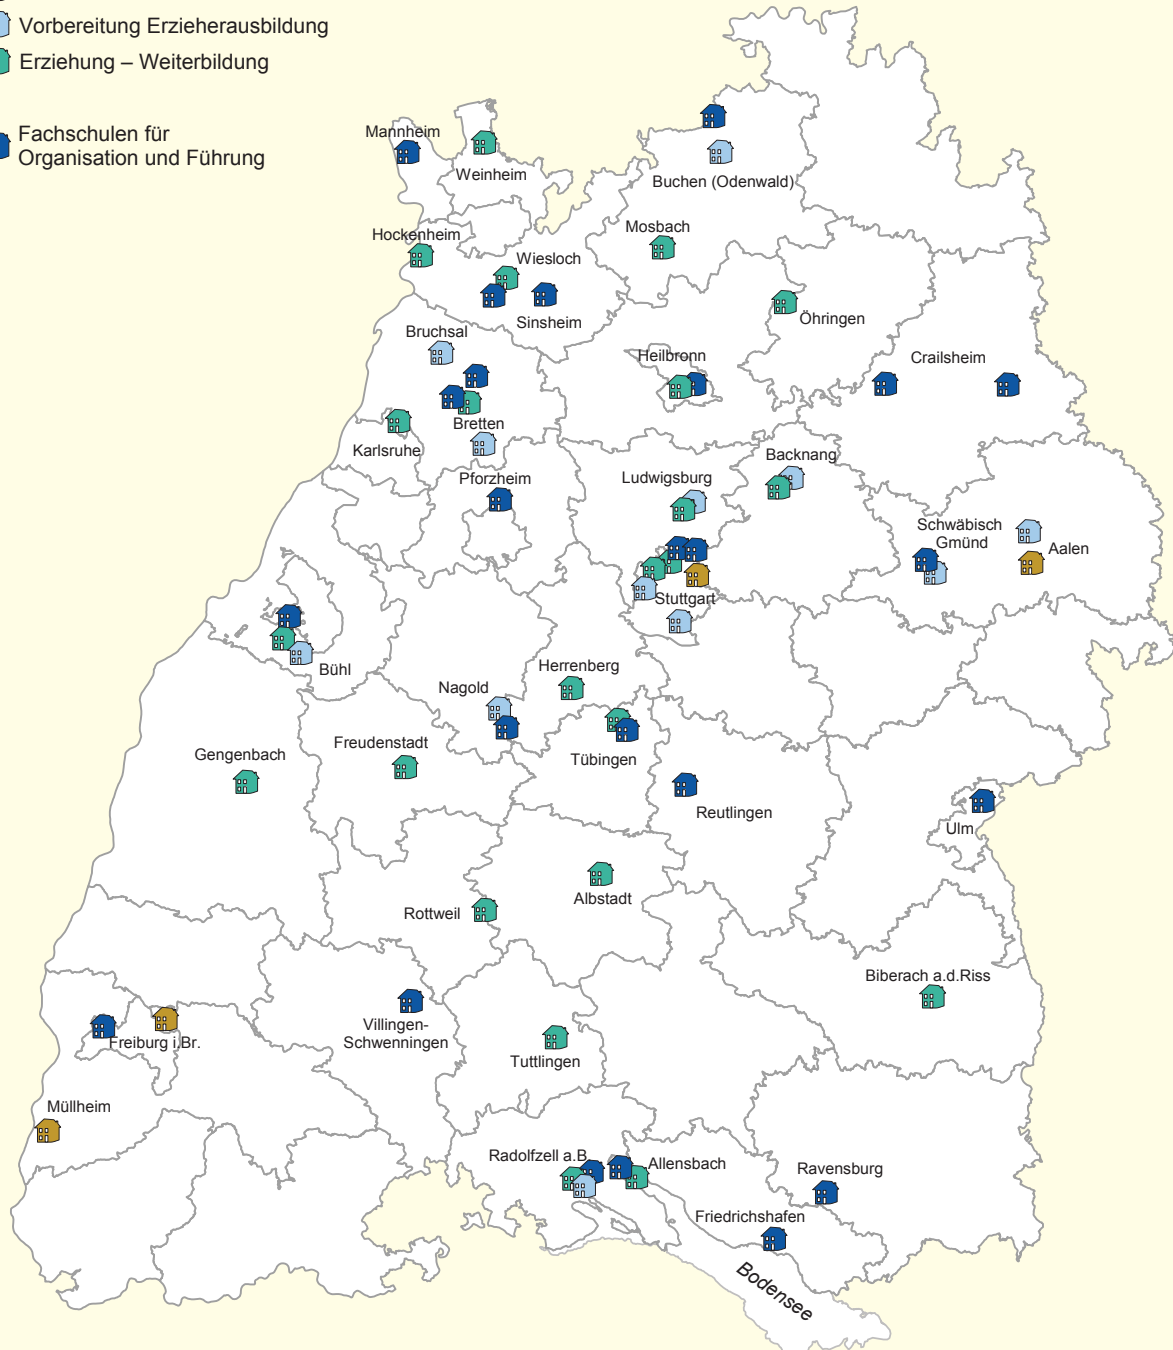 Vorbereitung Erzieherausbildung
Erziehung – Weiterbildung
Fachschulen für
Organisation und Führung
Mannheim
Weinheim
Buchen (Odenwald)
Hockenheim
Mosbach
Wiesloch
Sinsheim
Öhringen
Bruchsal
Heilbronn
Crailsheim
Bretten
Karlsruhe
Backnang
Pforzheim
Ludwigsburg
Schwäbisch
Gmünd
Aalen
Stuttgart
Bühl
Herrenberg
Nagold
Freudenstadt
Gengenbach
Tübingen
Reutlingen
Ulm
Albstadt
Rottweil
Biberach a.d.Riss
Villingen-
Schwenningen
Freiburg i.Br.
Tuttlingen
Müllheim
Radolfzell a.B.
Allensbach
Ravensburg
Friedrichshafen
Bodensee